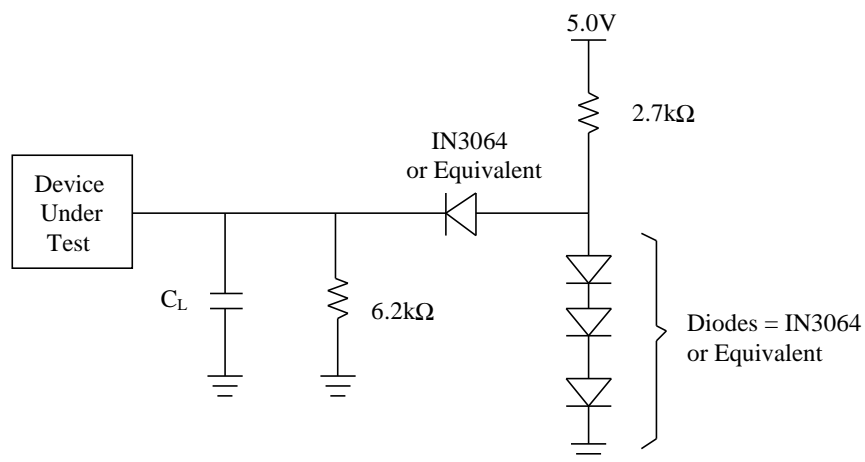 5.0V
2.7kΩ
IN3064
or Equivalent
Device
Under
Test
CL
6.2kΩ
Diodes = IN3064
or Equivalent